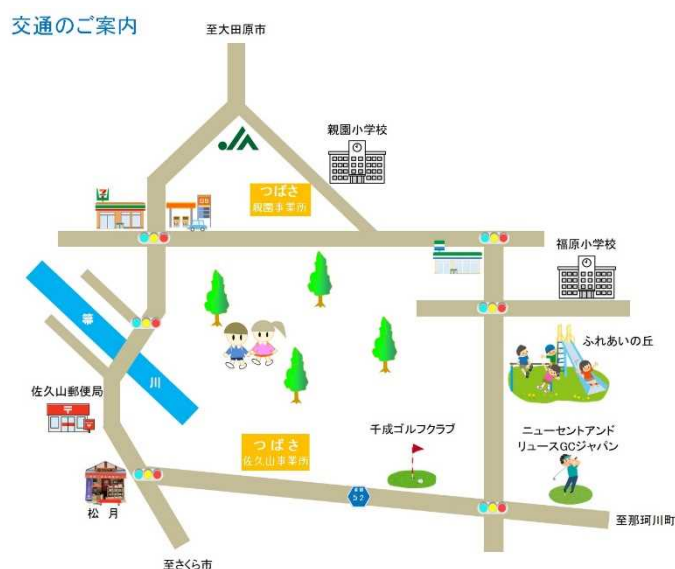 交通のご案内
至大田原市
親園小学校
JA
つばさ
親園事業所
7
福原小学校
箒
川
ふれあいの丘
佐久山郵便局
〒
つばさ
佐久山事業所
千成ゴルフクラブ
ニューセントアンド
リュースGCジャパン
52
松月
至那珂川町
至さくら市